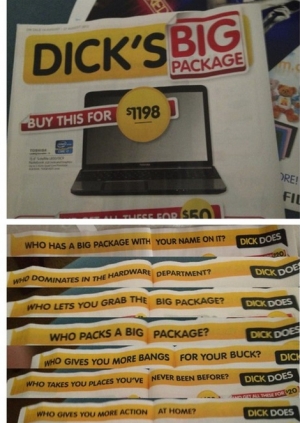 DICK'S BIG
PACKAGE
BUY THIS FOR $1198
GET ALL THESE FOR $50
WHO HAS A BIG PACKAGE WITH YOUR NAME ON IT? DICK DOES
WHO DOMINATES IN THE HARDWARE DEPARTMENT? DICK DOE
WHO LETS YOU GRAB THE BIG PACKAGE? DICK DOES
WHO PACKS A BIG PACKAGE? DICK DOES
WHO GIVES YOU MORE BANGS FOR YOUR BUCK? DICK
WHO TAKES YOU PLACES YOU'VE NEVER BEEN BEFORE? DICK DOES
WHO GIVES YOU MORE ACTION AT HOME? DICK DOES